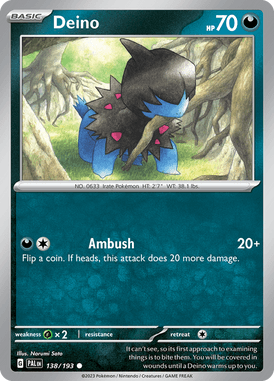 BASIC Deino HP 70
NO. 0633 Irate Pokémon HT: 2'7" WT: 38.1 lbs.
Ambush 20+
Flip a coin. If heads, this attack does 20 more damage.
weakness ×2 resistance retreat
Illus. Narumi Sato
G PAL EN 138/193
It can't see, so its first approach to examining
things is to bite them. You will be covered in
wounds until a Deino warms up to you.
©2023 Pokémon / Nintendo / Creatures / GAME FREAK